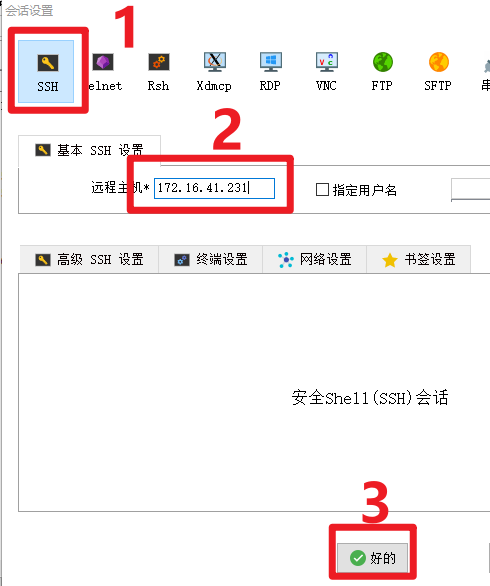 会话设置
1
SSH elnet Rsh Xdmcp RDP VNC FTP SFTP 串
2
基本 SSH 设置
远程主机* 172.16.41.231 指定用户名
高级 SSH 设置 终端设置 网络设置 书签设置
安全Shell(SSH)会话
3
好的